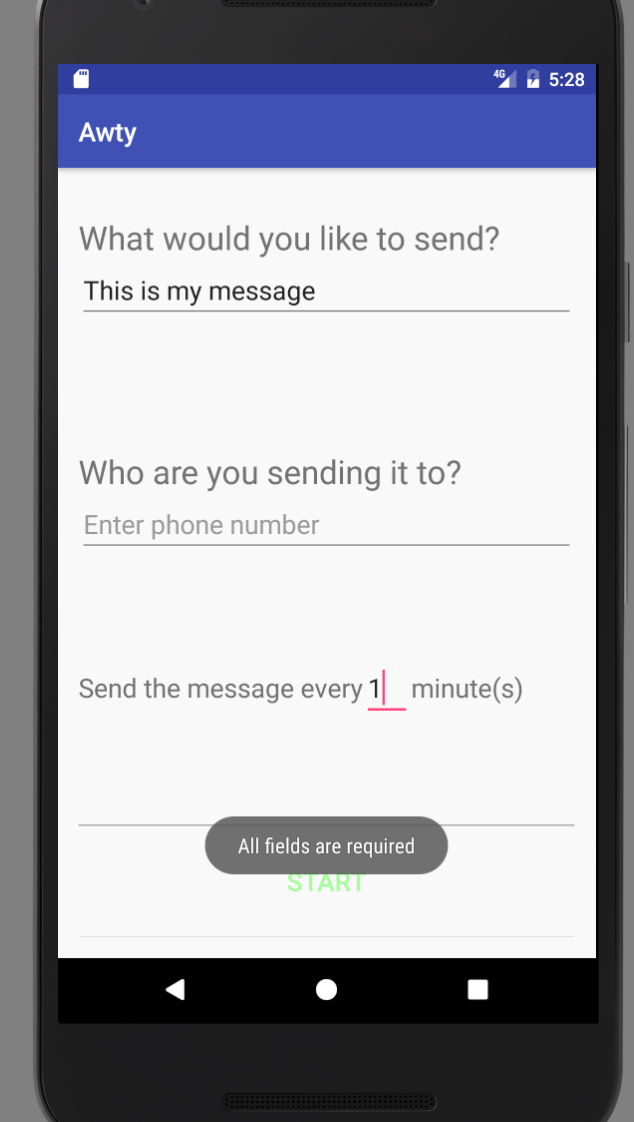 4G 5:28
Awty
What would you like to send?
This is my message
Who are you sending it to?
Enter phone number
Send the message every 1 minute(s)
All fields are required
START